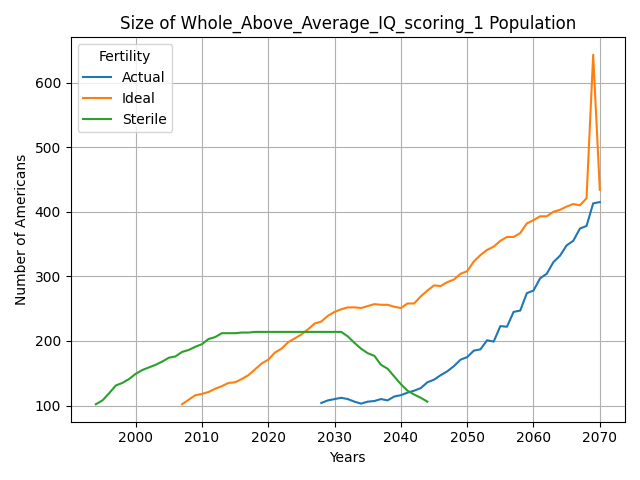 Size of Whole_Above_Average_IQ_scoring_1 Population
Fertility
Actual
Ideal
Sterile
Number of Americans
600
500
400
300
200
100
2000 2010 2020 2030 2040 2050 2060 2070
Years